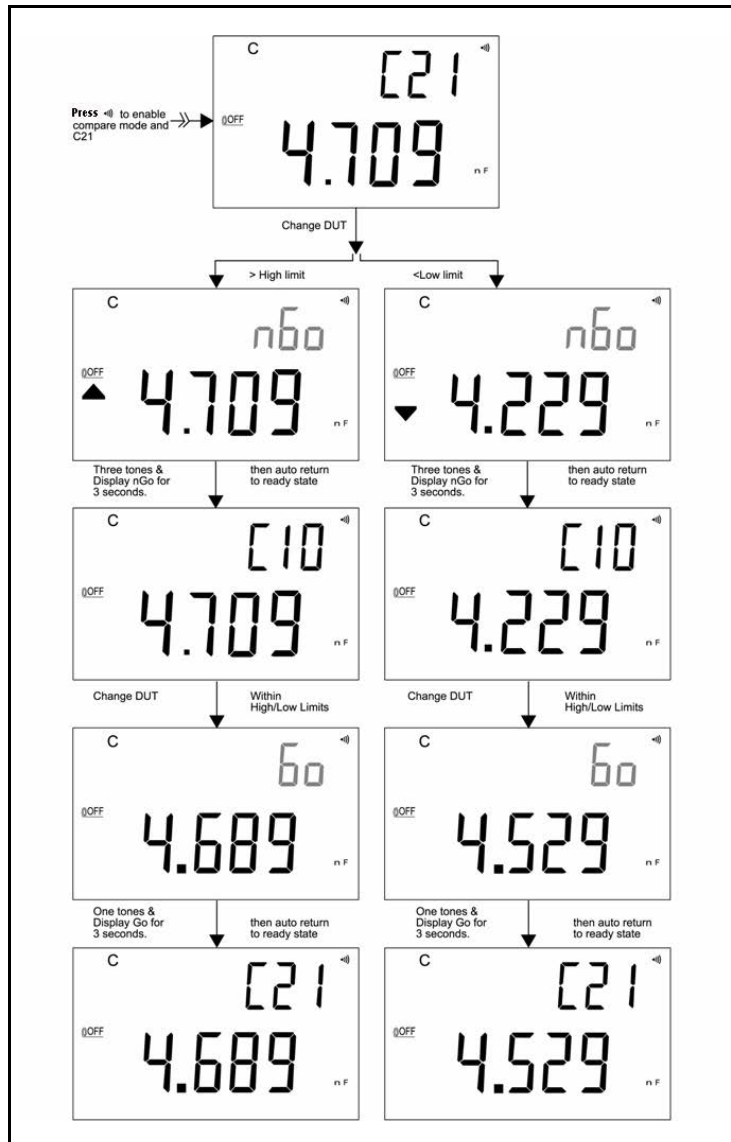 C
C21
Press to enable
compare mode and
C21
OFF
4.709
nF
Change DUT
> High limit
<Low limit
C
nGo
OFF
4.709
nF
C
nGo
OFF
4.229
nF
Three tones &
Display nGo for
3 seconds.
then auto return
to ready state
Three tones &
Display nGo for
3 seconds.
then auto return
to ready state
C
C10
OFF
4.709
nF
C
C10
OFF
4.229
nF
Change DUT
Within
High/Low Limits
Change DUT
Within
High/Low Limits
C
Go
OFF
4.689
nF
C
Go
OFF
4.529
nF
One tones &
Display Go for
3 seconds.
then auto return
to ready state
One tones &
Display Go for
3 seconds.
then auto return
to ready state
C
C21
OFF
4.689
nF
C
C21
OFF
4.529
nF